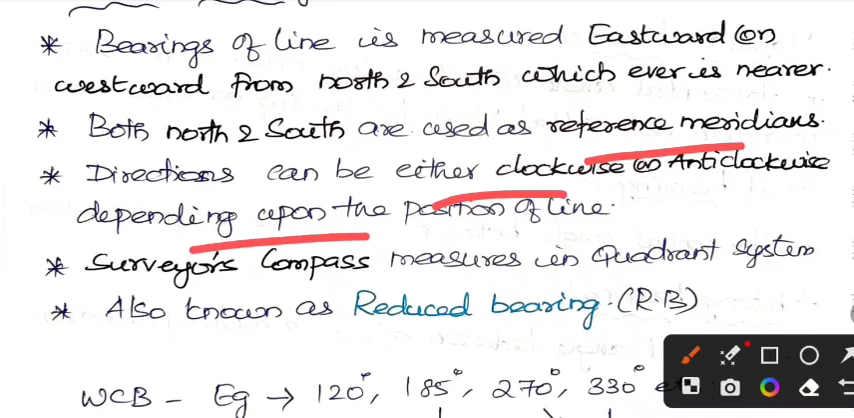 * Bearings of line is measured Eastward (or)
westward from north & South which ever is nearer.
* Both north & South are used as reference meridians.
* Directions can be either clockwise (or) Anticlockwise
depending upon the position of line.
* Surveyor's Compass measures in Quadrant System
* Also known as Reduced bearing. (R.B)
WCB - Eg → 120°, 185°, 270°, 330°